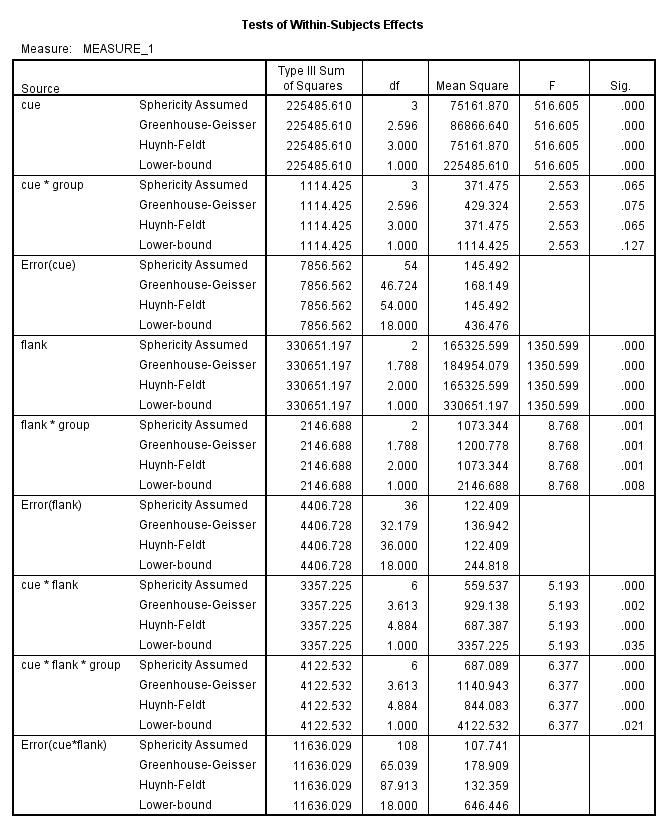 Tests of Within-Subjects Effects
Measure: MEASURE_1
Source Type III Sum of Squares df Mean Square F Sig.
cue Sphericity Assumed 225485.610 3 75161.870 516.605 .000
Greenhouse-Geisser 225485.610 2.596 86866.640 516.605 .000
Huynh-Feldt 225485.610 3.000 75161.870 516.605 .000
Lower-bound 225485.610 1.000 225485.610 516.605 .000
cue * group Sphericity Assumed 1114.425 3 371.475 2.553 .065
Greenhouse-Geisser 1114.425 2.596 429.324 2.553 .075
Huynh-Feldt 1114.425 3.000 371.475 2.553 .065
Lower-bound 1114.425 1.000 1114.425 2.553 .127
Error(cue) Sphericity Assumed 7856.562 54 145.492
Greenhouse-Geisser 7856.562 46.724 168.149
Huynh-Feldt 7856.562 54.000 145.492
Lower-bound 7856.562 18.000 436.476
flank Sphericity Assumed 330651.197 2 165325.599 1350.599 .000
Greenhouse-Geisser 330651.197 1.788 184954.079 1350.599 .000
Huynh-Feldt 330651.197 2.000 165325.599 1350.599 .000
Lower-bound 330651.197 1.000 330651.197 1350.599 .000
flank * group Sphericity Assumed 2146.688 2 1073.344 8.768 .001
Greenhouse-Geisser 2146.688 1.788 1200.778 8.768 .001
Huynh-Feldt 2146.688 2.000 1073.344 8.768 .001
Lower-bound 2146.688 1.000 2146.688 8.768 .008
Error(flank) Sphericity Assumed 4406.728 36 122.409
Greenhouse-Geisser 4406.728 32.179 136.942
Huynh-Feldt 4406.728 36.000 122.409
Lower-bound 4406.728 18.000 244.818
cue * flank Sphericity Assumed 3357.225 6 559.537 5.193 .000
Greenhouse-Geisser 3357.225 3.613 929.138 5.193 .002
Huynh-Feldt 3357.225 4.884 687.387 5.193 .000
Lower-bound 3357.225 1.000 3357.225 5.193 .035
cue * flank * group Sphericity Assumed 4122.532 6 687.089 6.377 .000
Greenhouse-Geisser 4122.532 3.613 1140.943 6.377 .000
Huynh-Feldt 4122.532 4.884 844.083 6.377 .000
Lower-bound 4122.532 1.000 4122.532 6.377 .021
Error(cue*flank) Sphericity Assumed 11636.029 108 107.741
Greenhouse-Geisser 11636.029 65.039 178.909
Huynh-Feldt 11636.029 87.913 132.359
Lower-bound 11636.029 18.000 646.446